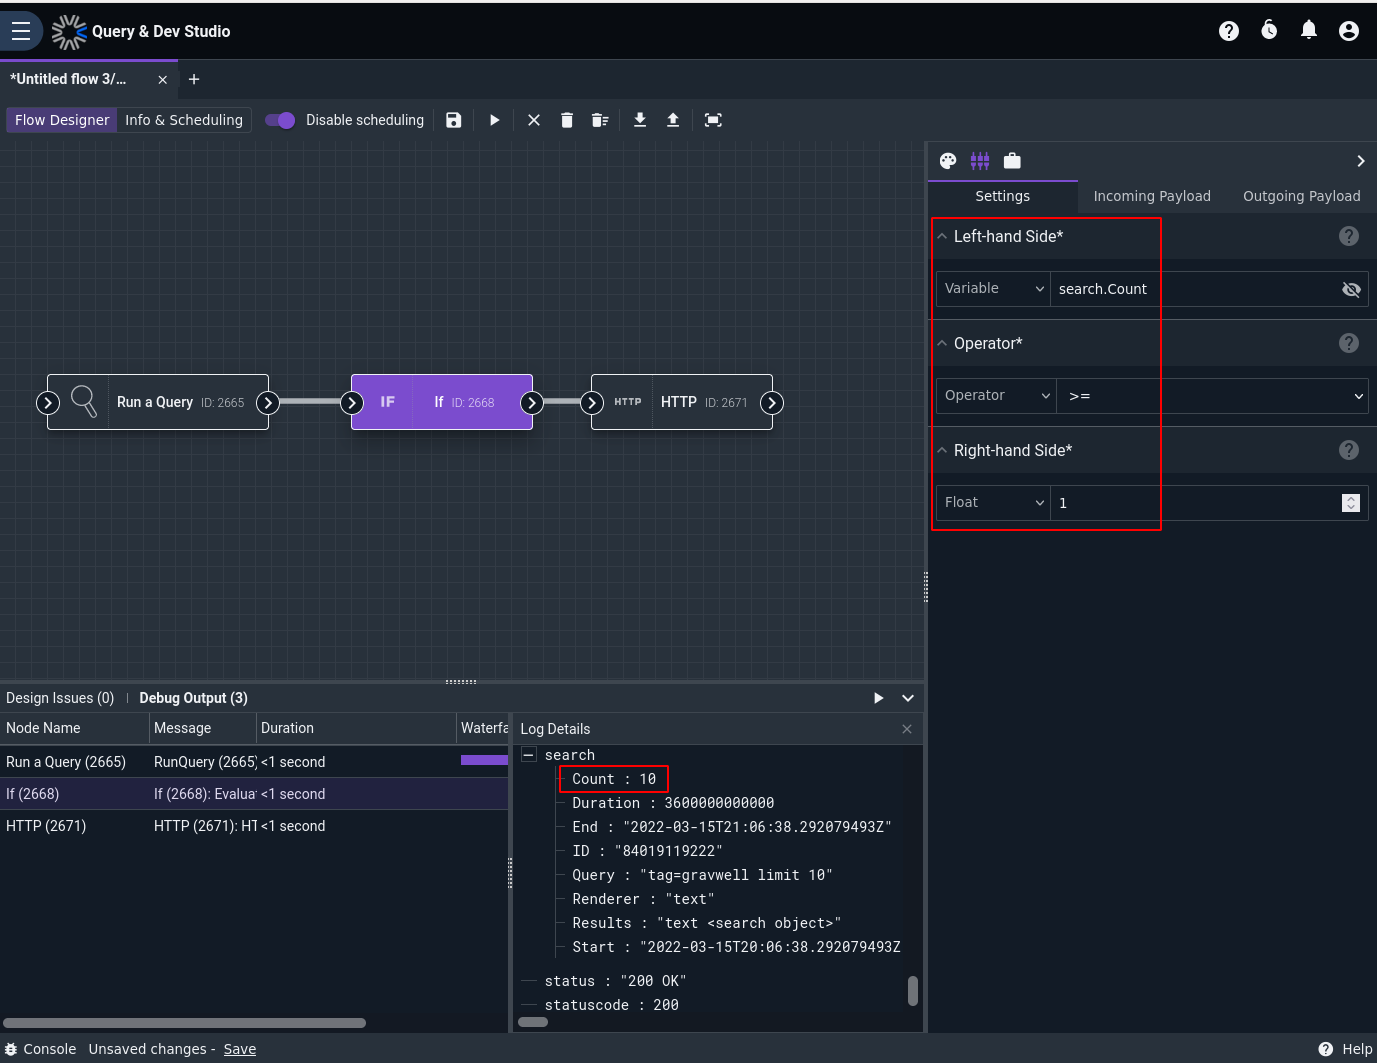 Query & Dev Studio
*Untitled flow 3/...
Flow Designer
Info & Scheduling
Disable scheduling
Settings
Incoming Payload
Outgoing Payload
Left-hand Side*
Variable
search.Count
Operator*
Operator
>=
Right-hand Side*
Float
1
Run a Query ID: 2665
IF
If ID: 2668
HTTP
HTTP ID: 2671
Design Issues (0)
Debug Output (3)
Node Name Message Duration Waterfa
Run a Query (2665) RunQuery (2665) <1 second
If (2668) If (2668): Evalua <1 second
HTTP (2671) HTTP (2671): HT <1 second
Log Details
search
Count : 10
Duration : 3600000000000
End : "2022-03-15T21:06:38.292079493Z"
ID : "84019119222"
Query : "tag=gravwell limit 10"
Renderer : "text"
Results : "text <search object>"
Start : "2022-03-15T20:06:38.292079493Z
status : "200 OK"
statuscode : 200
Console Unsaved changes - Save
Help